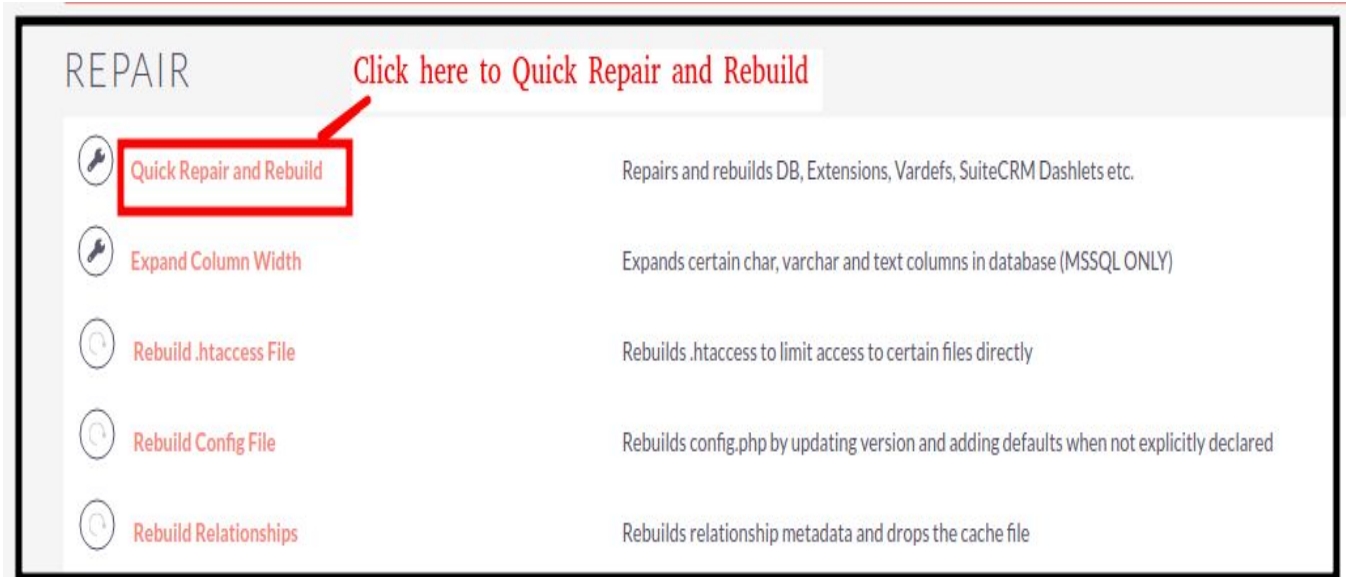 REPAIR
Click here to Quick Repair and Rebuild
Quick Repair and Rebuild
Repairs and rebuilds DB, Extensions, Vardefs, SuiteCRM Dashlets etc.
Expand Column Width
Expands certain char, varchar and text columns in database (MSSQL ONLY)
Rebuild .htaccess File
Rebuilds .htaccess to limit access to certain files directly
Rebuild Config File
Rebuilds config.php by updating version and adding defaults when not explicitly declared
Rebuild Relationships
Rebuilds relationship metadata and drops the cache file